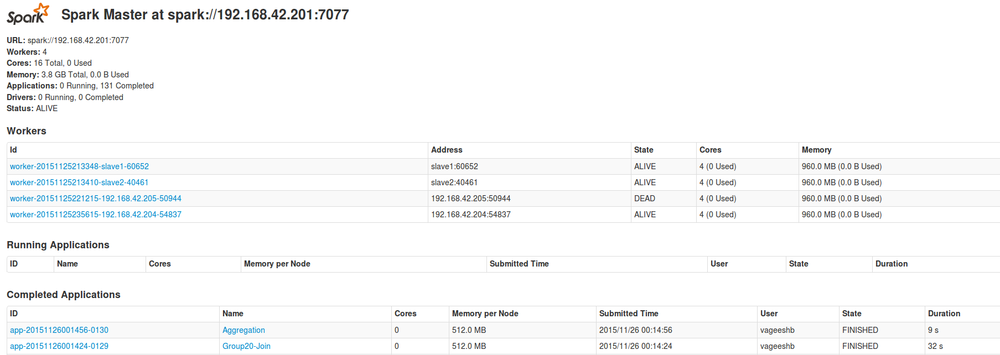 Spark Spark Master at spark://192.168.42.201:7077
URL: spark://192.168.42.201:7077
Workers: 4
Cores: 16 Total, 0 Used
Memory: 3.8 GB Total, 0.0 B Used
Applications: 0 Running, 131 Completed
Drivers: 0 Running, 0 Completed
Status: ALIVE
Workers
Id Address State Cores Memory
worker-20151125213348-slave1-60652 slave1:60652 ALIVE 4 (0 Used) 960.0 MB (0.0 B Used)
worker-20151125213410-slave2-40461 slave2:40461 ALIVE 4 (0 Used) 960.0 MB (0.0 B Used)
worker-20151125221215-192.168.42.205-50944 192.168.42.205:50944 DEAD 4 (0 Used) 960.0 MB (0.0 B Used)
worker-20151125235615-192.168.42.204-54837 192.168.42.204:54837 ALIVE 4 (0 Used) 960.0 MB (0.0 B Used)
Running Applications
ID Name Cores Memory per Node Submitted Time User State Duration
Completed Applications
ID Name Cores Memory per Node Submitted Time User State Duration
app-20151126001456-0130 Aggregation 0 512.0 MB 2015/11/26 00:14:56 vageeshb FINISHED 9 s
app-20151126001424-0129 Group20-Join 0 512.0 MB 2015/11/26 00:14:24 vageeshb FINISHED 32 s